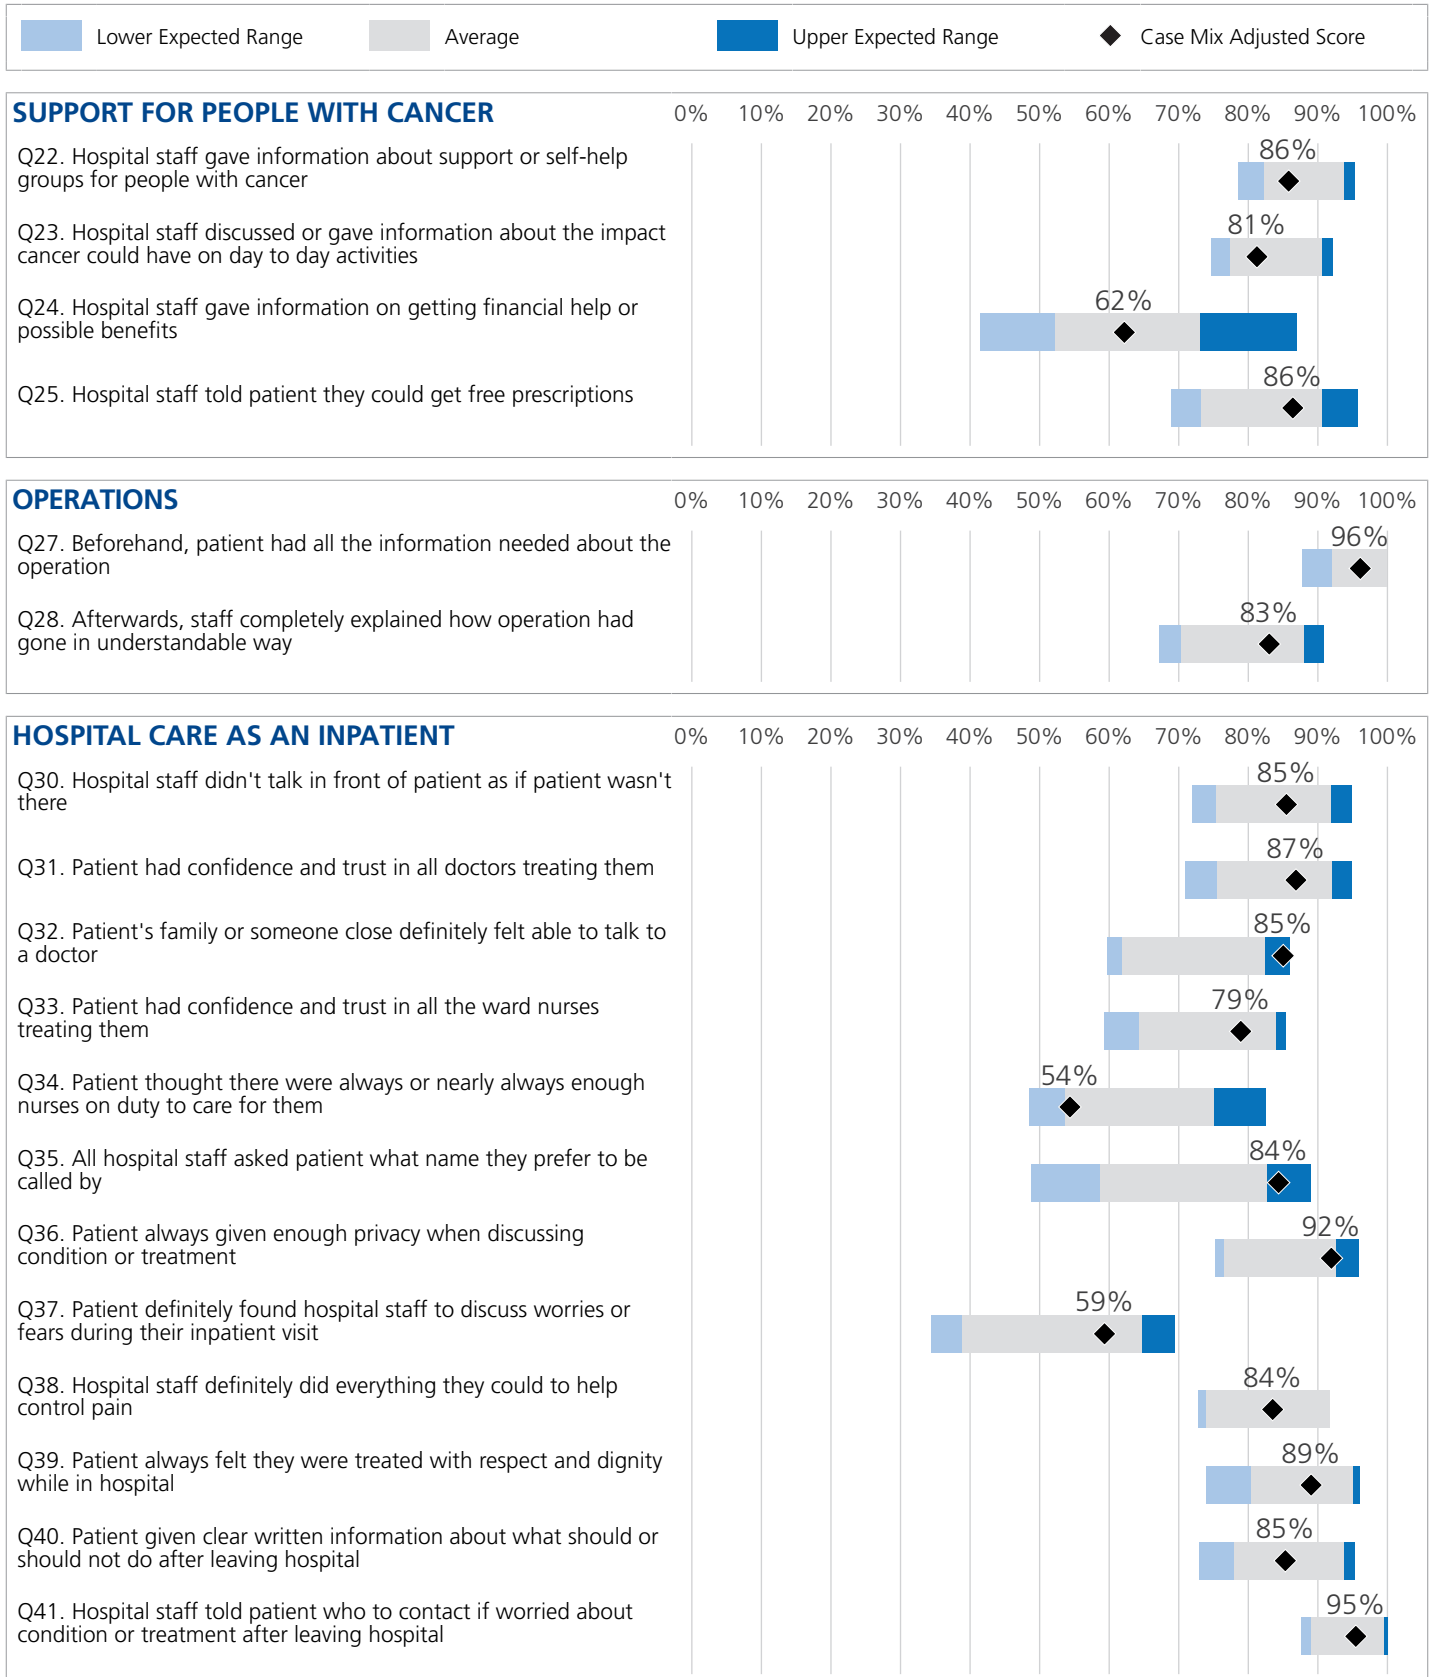 Lower Expected Range Average Upper Expected Range Case Mix Adjusted Score
SUPPORT FOR PEOPLE WITH CANCER 0% 10% 20% 30% 40% 50% 60% 70% 80% 90% 100%
Q22. Hospital staff gave information about support or self-help
groups for people with cancer
86%
Q23. Hospital staff discussed or gave information about the impact
cancer could have on day to day activities
81%
Q24. Hospital staff gave information on getting financial help or
possible benefits
62%
Q25. Hospital staff told patient they could get free prescriptions
86%
OPERATIONS 0% 10% 20% 30% 40% 50% 60% 70% 80% 90% 100%
Q27. Beforehand, patient had all the information needed about the
operation
96%
Q28. Afterwards, staff completely explained how operation had
gone in understandable way
83%
HOSPITAL CARE AS AN INPATIENT 0% 10% 20% 30% 40% 50% 60% 70% 80% 90% 100%
Q30. Hospital staff didn't talk in front of patient as if patient wasn't
there
85%
Q31. Patient had confidence and trust in all doctors treating them
87%
Q32. Patient's family or someone close definitely felt able to talk to
a doctor
85%
Q33. Patient had confidence and trust in all the ward nurses
treating them
79%
Q34. Patient thought there were always or nearly always enough
nurses on duty to care for them
54%
Q35. All hospital staff asked patient what name they prefer to be
called by
84%
Q36. Patient always given enough privacy when discussing
condition or treatment
92%
Q37. Patient definitely found hospital staff to discuss worries or
fears during their inpatient visit
59%
Q38. Hospital staff definitely did everything they could to help
control pain
84%
Q39. Patient always felt they were treated with respect and dignity
while in hospital
89%
Q40. Patient given clear written information about what should or
should not do after leaving hospital
85%
Q41. Hospital staff told patient who to contact if worried about
condition or treatment after leaving hospital
95%